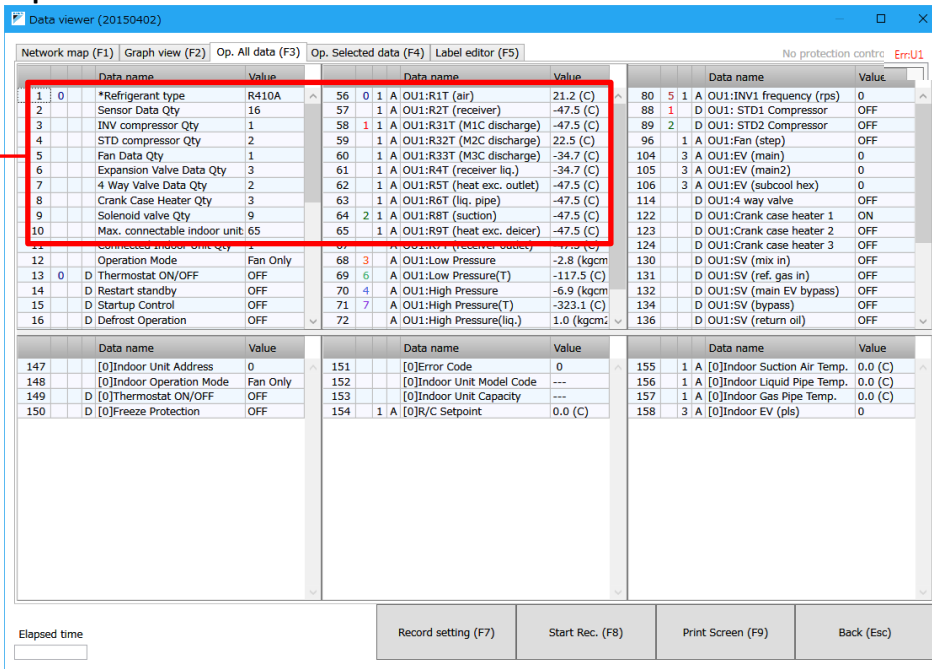 Data viewer (20150402)
Network map (F1) Graph view (F2) Op. All data (F3) Op. Selected data (F4) Label editor (F5) No protection contro Err:U1
Data name Value
1 0 *Refrigerant type R410A
2 Sensor Data Qty 16
3 INV compressor Qty 1
4 STD compressor Qty 2
5 Fan Data Qty 1
6 Expansion Valve Data Qty 3
7 4 Way Valve Data Qty 2
8 Crank Case Heater Qty 3
9 Solenoid valve Qty 9
10 Max. connectable indoor unit: 65
11 Connected Indoor Unit Qty 1
12 Operation Mode Fan Only
13 0 D Thermostat ON/OFF OFF
14 D Restart standby OFF
15 D Startup Control OFF
16 D Defrost Operation OFF
Data name Value
56 0 1 A OU1:R1T (air) 21.2 (C)
57 1 A OU1:R2T (receiver) -47.5 (C)
58 1 1 A OU1:R31T (M1C discharge) -47.5 (C)
59 1 A OU1:R32T (M2C discharge) 22.5 (C)
60 1 A OU1:R33T (M3C discharge) -34.7 (C)
61 1 A OU1:R4T (receiver liq.) -34.7 (C)
62 1 A OU1:R5T (heat exc. outlet) -47.5 (C)
63 1 A OU1:R6T (liq. pipe) -47.5 (C)
64 2 1 A OU1:R8T (suction) -47.5 (C)
65 1 A OU1:R9T (heat exc. deicer) -47.5 (C)
67 A OU1:R7T (receiver outlet) -47.5 (C)
68 3 A OU1:Low Pressure -2.8 (kgcm
69 6 A OU1:Low Pressure(T) -117.5 (C)
70 4 A OU1:High Pressure -6.9 (kgcm
71 7 A OU1:High Pressure(T) -323.1 (C)
72 A OU1:High Pressure(liq.) 1.0 (kgcm2
Data name Value
80 5 1 A OU1:INV1 frequency (rps) 0
88 1 D OU1: STD1 Compressor OFF
89 2 D OU1: STD2 Compressor OFF
96 1 A OU1:Fan (step) OFF
104 3 A OU1:EV (main) 0
105 3 A OU1:EV (main2) 0
106 3 A OU1:EV (subcool hex) 0
114 D OU1:4 way valve OFF
122 D OU1:Crank case heater 1 ON
123 D OU1:Crank case heater 2 OFF
124 D OU1:Crank case heater 3 OFF
130 D OU1:SV (mix in) OFF
131 D OU1:SV (ref. gas in) OFF
132 D OU1:SV (main EV bypass) OFF
134 D OU1:SV (bypass) OFF
136 D OU1:SV (return oil) OFF
Data name Value
147 [0]Indoor Unit Address 0
148 [0]Indoor Operation Mode Fan Only
149 D [0]Thermostat ON/OFF OFF
150 D [0]Freeze Protection OFF
Data name Value
151 [0]Error Code 0
152 [0]Indoor Unit Model Code ---
153 [0]Indoor Unit Capacity ---
154 1 A [0]R/C Setpoint 0.0 (C)
Data name Value
155 1 A [0]Indoor Suction Air Temp. 0.0 (C)
156 1 A [0]Indoor Liquid Pipe Temp. 0.0 (C)
157 1 A [0]Indoor Gas Pipe Temp. 0.0 (C)
158 3 A [0]Indoor EV (pls) 0
Elapsed time
Record setting (F7) Start Rec. (F8) Print Screen (F9) Back (Esc)